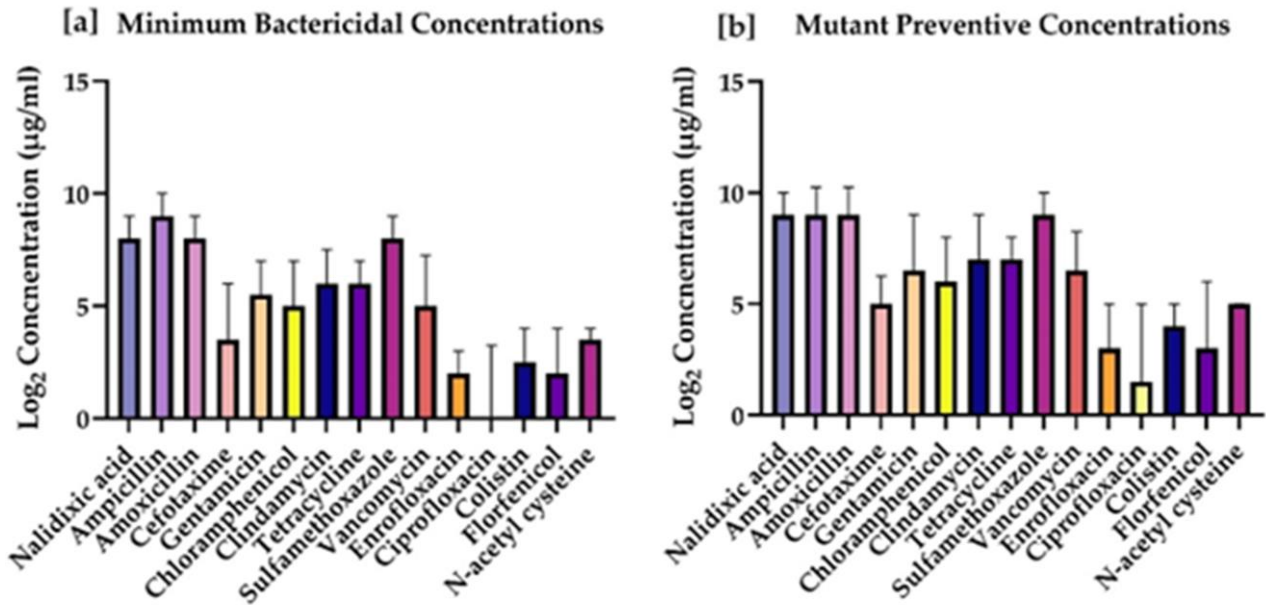 [a] Minimum Bactericidal Concentrations
Log2 Concnentration (µg/ml)
15
10
5
0
Nalidixic acid
Ampicillin
Amoxicillin
Cefotaxime
Gentamicin
Chloramphenicol
Clindamycin
Tetracycline
Sulfamethoxazole
Vancomycin
Enrofloxacin
Ciprofloxacin
Colistin
Florfenicol
N-acetyl cysteine
[b] Mutant Preventive Concentrations
Log2 Concnentration (µg/ml)
15
10
5
0
Nalidixic acid
Ampicillin
Amoxicillin
Cefotaxime
Gentamicin
Chloramphenicol
Clindamycin
Tetracycline
Sulfamethoxazole
Vancomycin
Enrofloxacin
Ciprofloxacin
Colistin
Florfenicol
N-acetyl cysteine